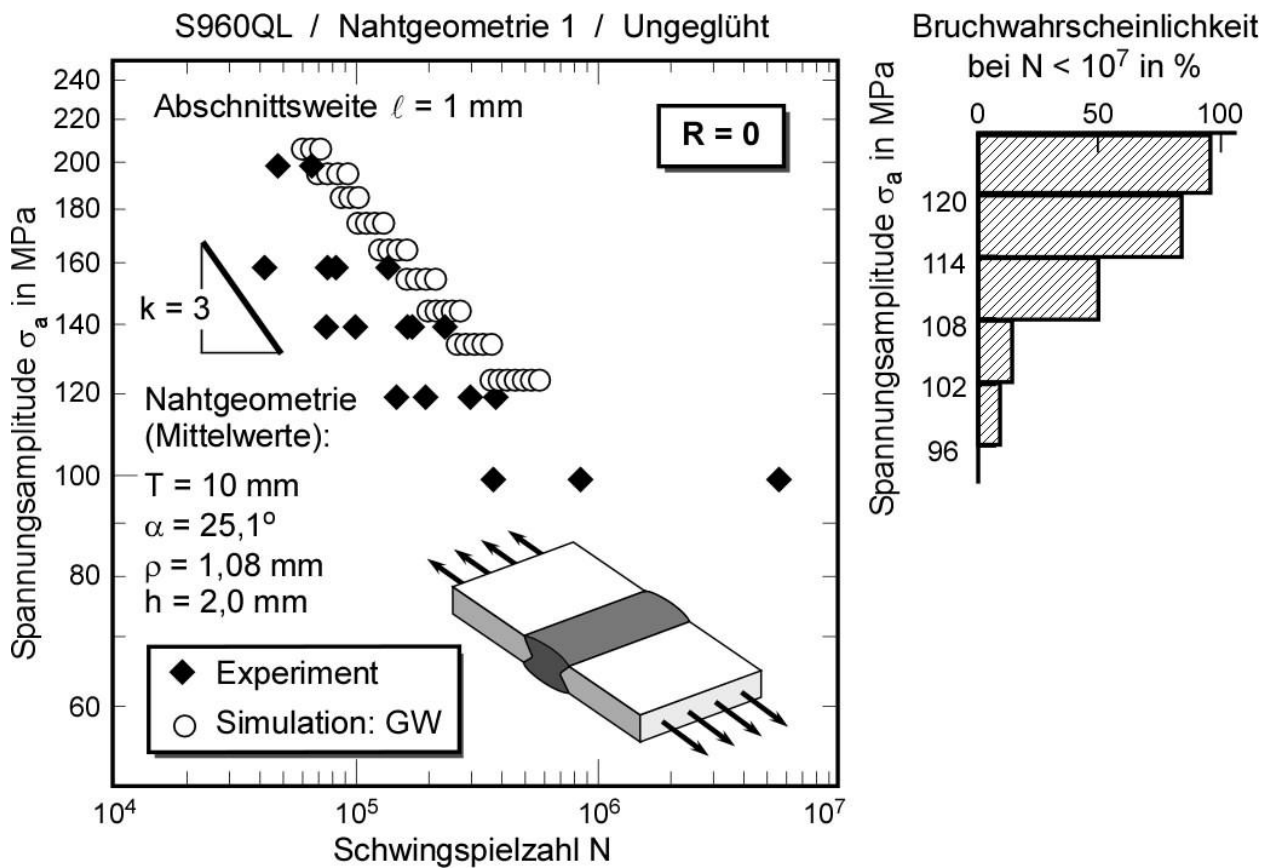 S960QL / Nahtgeometrie 1 / Ungeglüht
Spannungsamplitude σa in MPa
240
220
200
180
160
140
120
100
80
60
Abschnittsweite ℓ = 1 mm
R = 0
k = 3
Nahtgeometrie
(Mittelwerte):
T = 10 mm
α = 25,1º
ρ = 1,08 mm
h = 2,0 mm
Experiment
Simulation: GW
10⁴ 10⁵ 10⁶ 10⁷
Schwingspielzahl N
Bruchwahrscheinlichkeit
bei N < 10⁷ in %
0 50 100
Spannungsamplitude σa in MPa
120
114
108
102
96